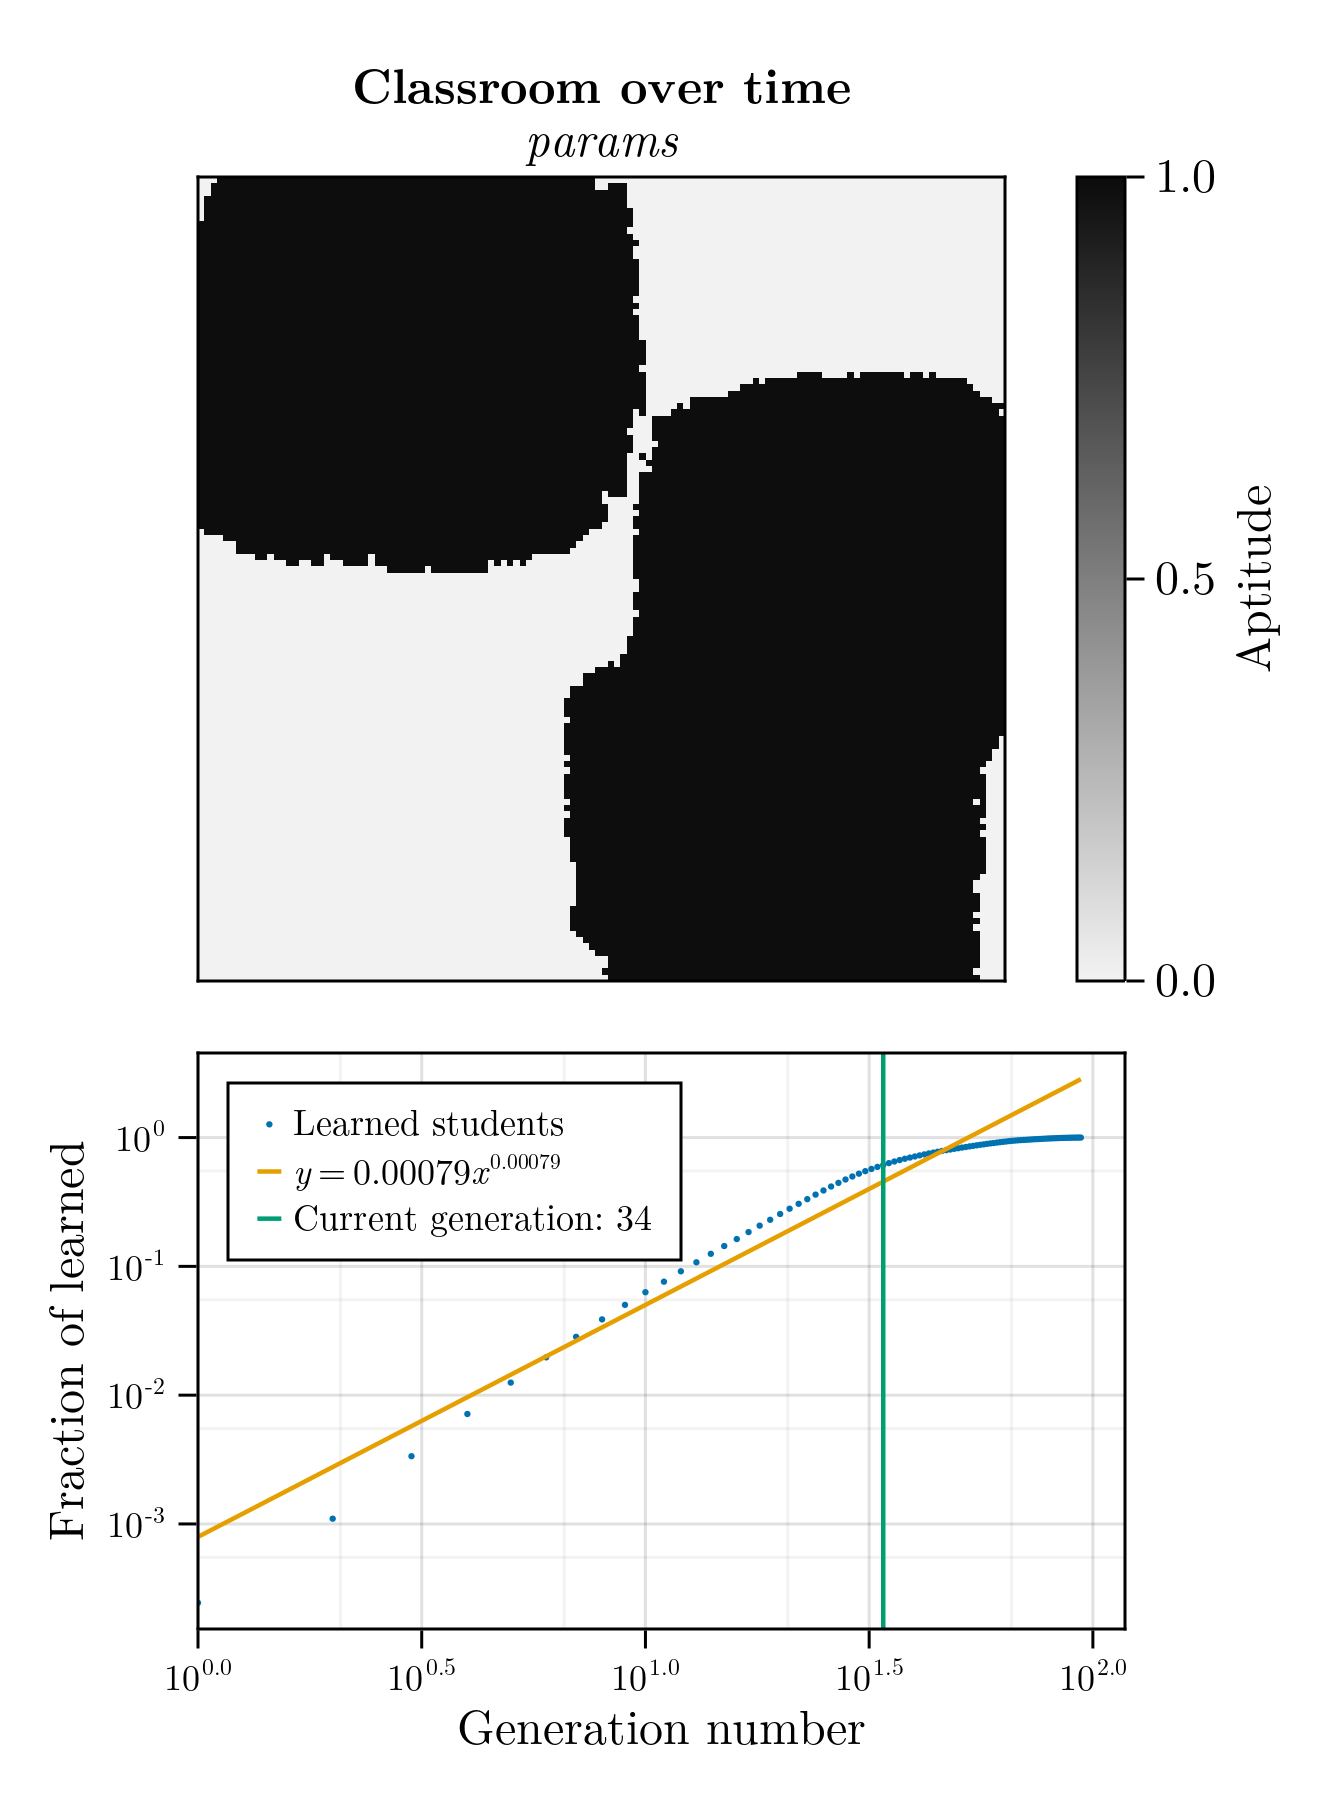 Classroom over time
params
1.0
0.5
0.0
Aptitude
Learned students
y = 0.00079x^0.00079
Current generation: 34
10^0
10^-1
10^-2
10^-3
Fraction of learned
10^0.0 10^0.5 10^1.0 10^1.5 10^2.0
Generation number